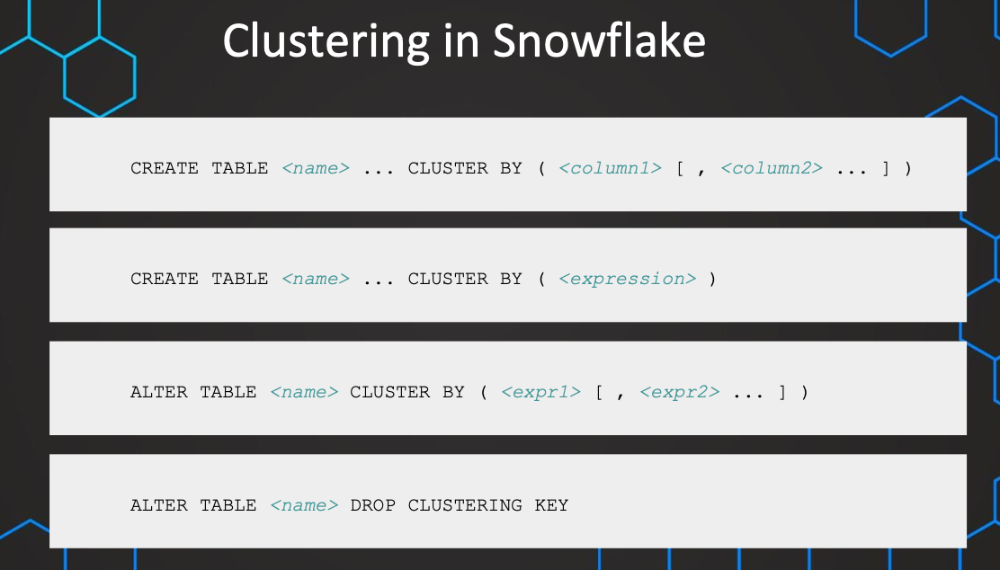 Clustering in Snowflake
CREATE TABLE <name> ... CLUSTER BY ( <column1> [ , <column2> ... ] )
CREATE TABLE <name> ... CLUSTER BY ( <expression> )
ALTER TABLE <name> CLUSTER BY ( <expr1> [ , <expr2> ... ] )
ALTER TABLE <name> DROP CLUSTERING KEY